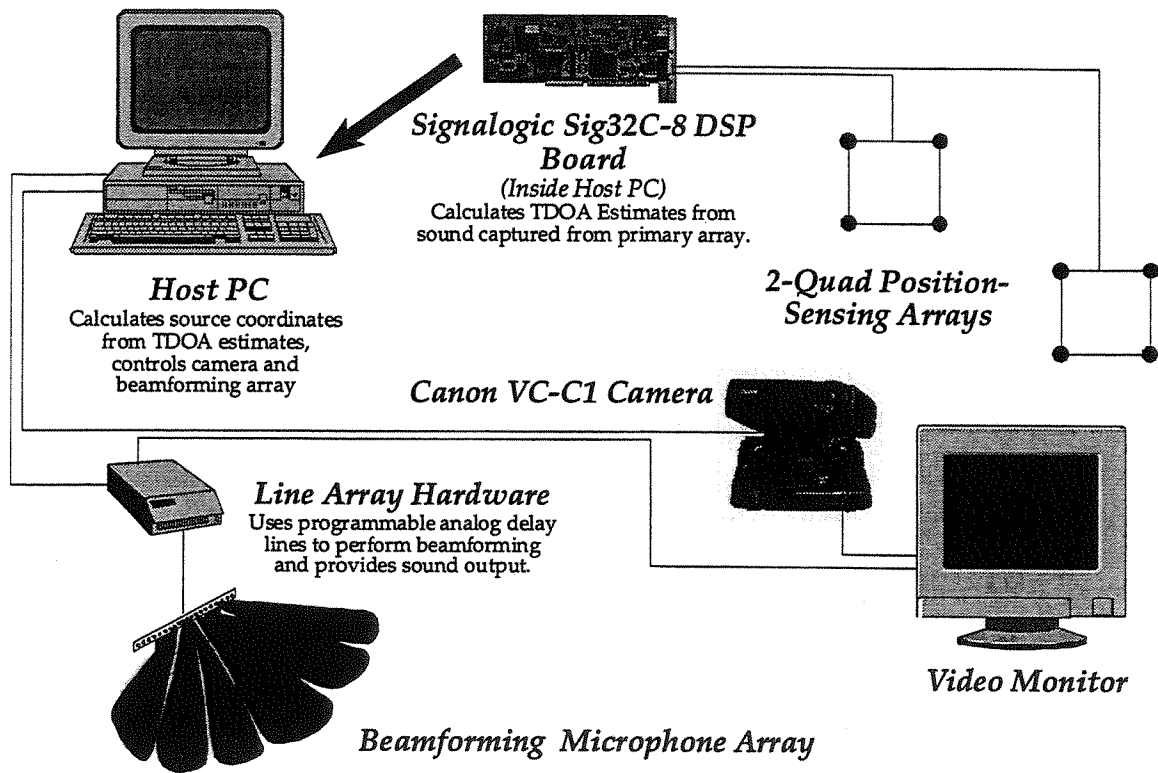 Signalogic Sig32C-8 DSP
Board
(Inside Host PC)
Calculates TDOA Estimates from
sound captured from primary array.
2-Quad Position-
Sensing Arrays
Host PC
Calculates source coordinates
from TDOA estimates,
controls camera and
beamforming array
Canon VC-C1 Camera
Line Array Hardware
Uses programmable analog delay
lines to perform beamforming
and provides sound output.
Video Monitor
Beamforming Microphone Array